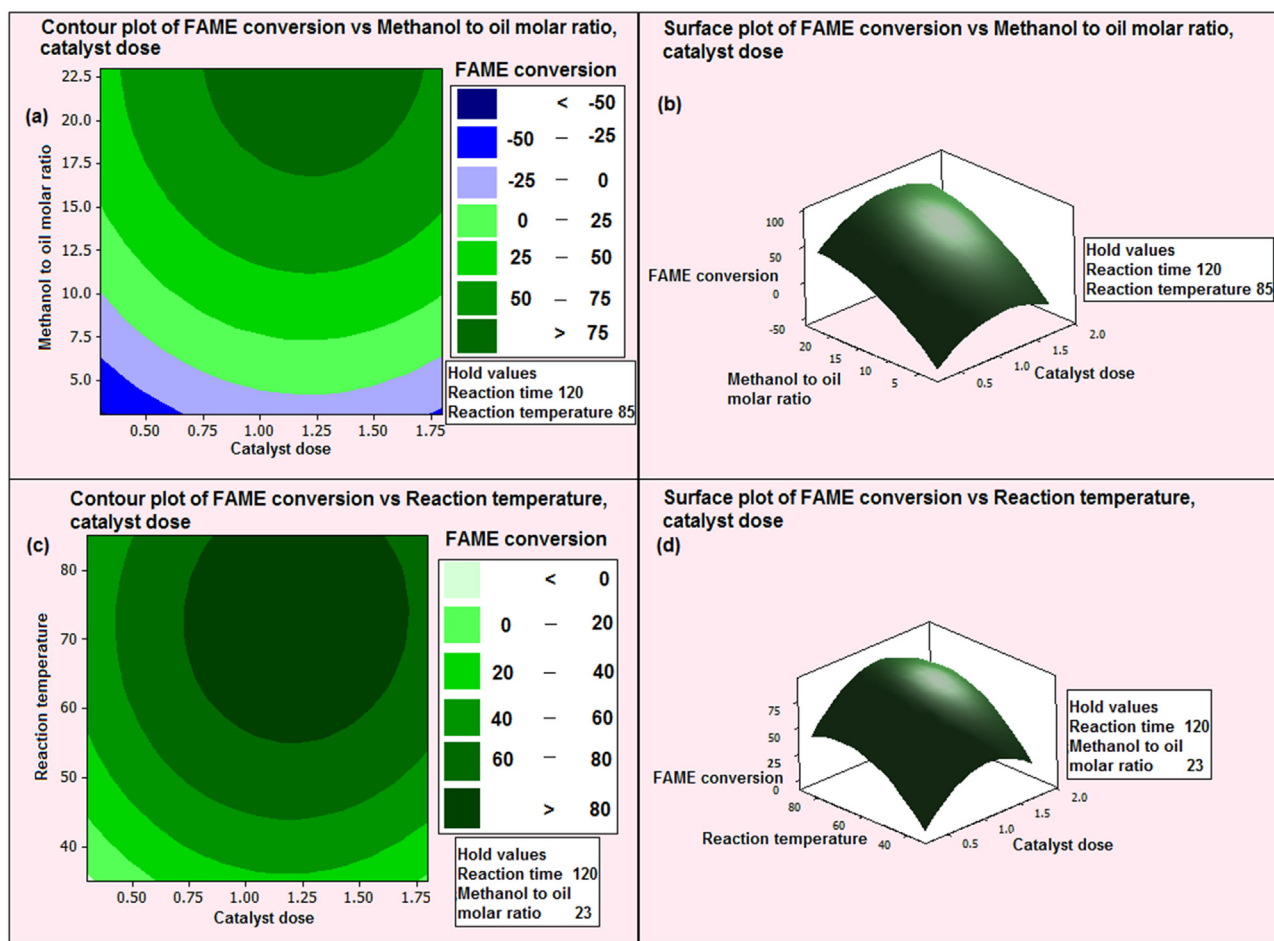 Contour plot of FAME conversion vs Methanol to oil molar ratio,
catalyst dose
(a)
FAME conversion
< -50
-50 – -25
-25 – 0
0 – 25
25 – 50
50 – 75
> 75
Hold values
Reaction time 120
Reaction temperature 85
Methanol to oil molar ratio
22.5
20.0
17.5
15.0
12.5
10.0
7.5
5.0
0.50 0.75 1.00 1.25 1.50 1.75
Catalyst dose
Surface plot of FAME conversion vs Methanol to oil molar ratio,
catalyst dose
(b)
100
50
0
-50
FAME conversion
20 15 10 5
Methanol to oil
molar ratio
0.5 1.0 1.5 2.0
Catalyst dose
Hold values
Reaction time 120
Reaction temperature 85
Contour plot of FAME conversion vs Reaction temperature,
catalyst dose
(c)
FAME conversion
< 0
0 – 20
20 – 40
40 – 60
60 – 80
> 80
Hold values
Reaction time 120
Methanol to oil
molar ratio 23
Reaction temperature
80
70
60
50
40
0.50 0.75 1.00 1.25 1.50 1.75
Catalyst dose
Surface plot of FAME conversion vs Reaction temperature,
catalyst dose
(d)
75
50
25
0
FAME conversion
80 60 40
Reaction temperature
0.5 1.0 1.5 2.0
Catalyst dose
Hold values
Reaction time 120
Methanol to oil
molar ratio 23